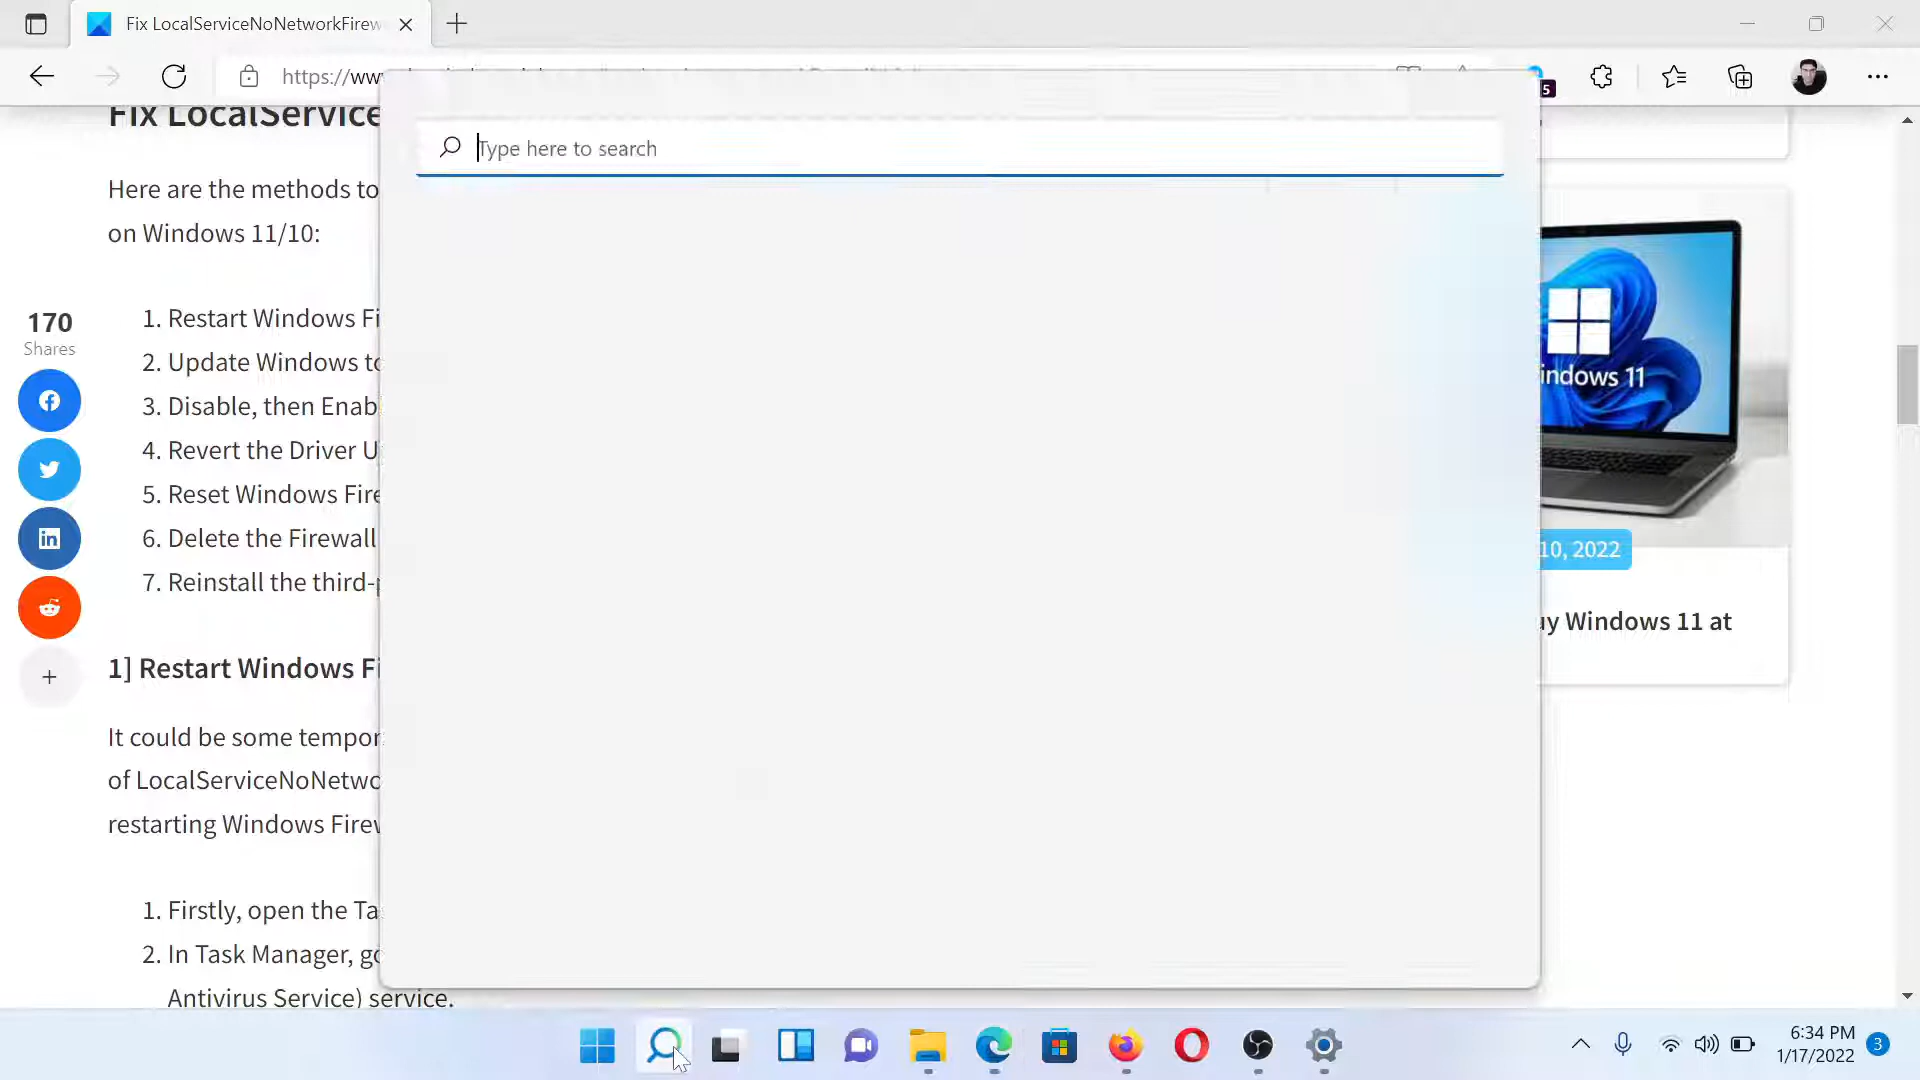 Fix LocalServiceNoNetworkFirew
https://www
5
Type here to search
Fix LocalService
Here are the methods to
on Windows 11/10:
170
Shares
1. Restart Windows Fi
2. Update Windows to
3. Disable, then Enab
4. Revert the Driver U
5. Reset Windows Fire
6. Delete the Firewall
7. Reinstall the third-p
indows 11
10, 2022
uy Windows 11 at
1] Restart Windows Fi
It could be some tempor
of LocalServiceNoNetwo
restarting Windows Firew
1. Firstly, open the Ta
2. In Task Manager, go
Antivirus Service) service.
6:34 PM
1/17/2022
3